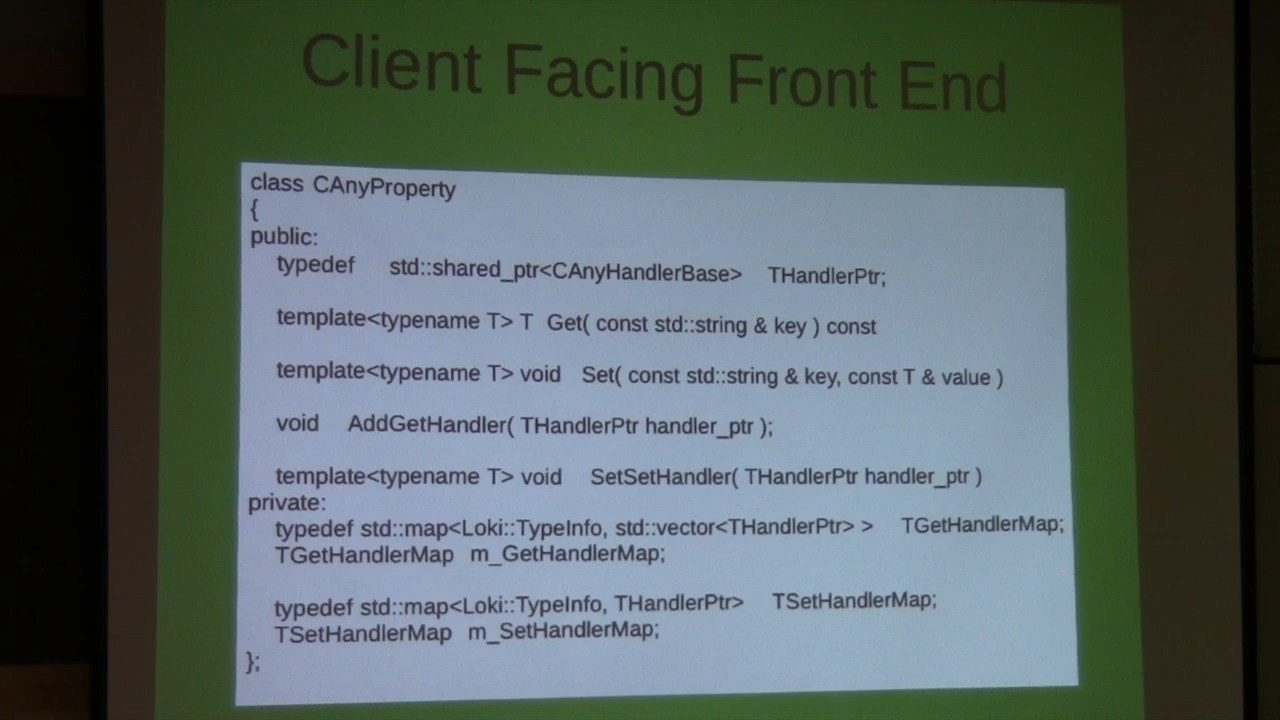 Client Facing Front End
class CAnyProperty
{
public:
typedef std::shared_ptr<CAnyHandlerBase> THandlerPtr;
template<typename T> T Get( const std::string & key ) const
template<typename T> void Set( const std::string & key, const T & value )
void AddGetHandler( THandlerPtr handler_ptr );
template<typename T> void SetSetHandler( THandlerPtr handler_ptr )
private:
typedef std::map<Loki::TypeInfo, std::vector<THandlerPtr> > TGetHandlerMap;
TGetHandlerMap m_GetHandlerMap;
typedef std::map<Loki::TypeInfo, THandlerPtr> TSetHandlerMap;
TSetHandlerMap m_SetHandlerMap;
};